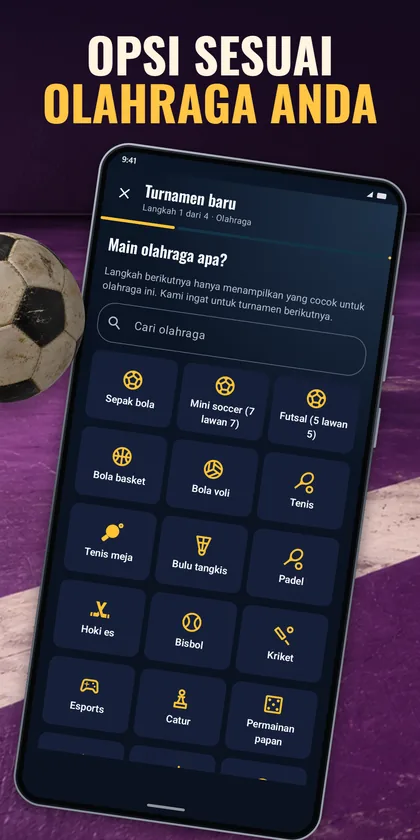 OPSI SESUAI
OLAHRAGA ANDA
9:41
Turnamen baru
Langkah 1 dari 4 · Olahraga
Main olahraga apa?
Langkah berikutnya hanya menampilkan yang cocok untuk
olahraga ini. Kami ingat untuk turnamen berikutnya.
Cari olahraga
Sepak bola
Mini soccer (7
lawan 7)
Futsal (5 lawan
5)
Bola basket
Bola voli
Tenis
Tenis meja
Bulu tangkis
Padel
Hoki es
Bisbol
Kriket
Esports
Catur
Permainan
papan